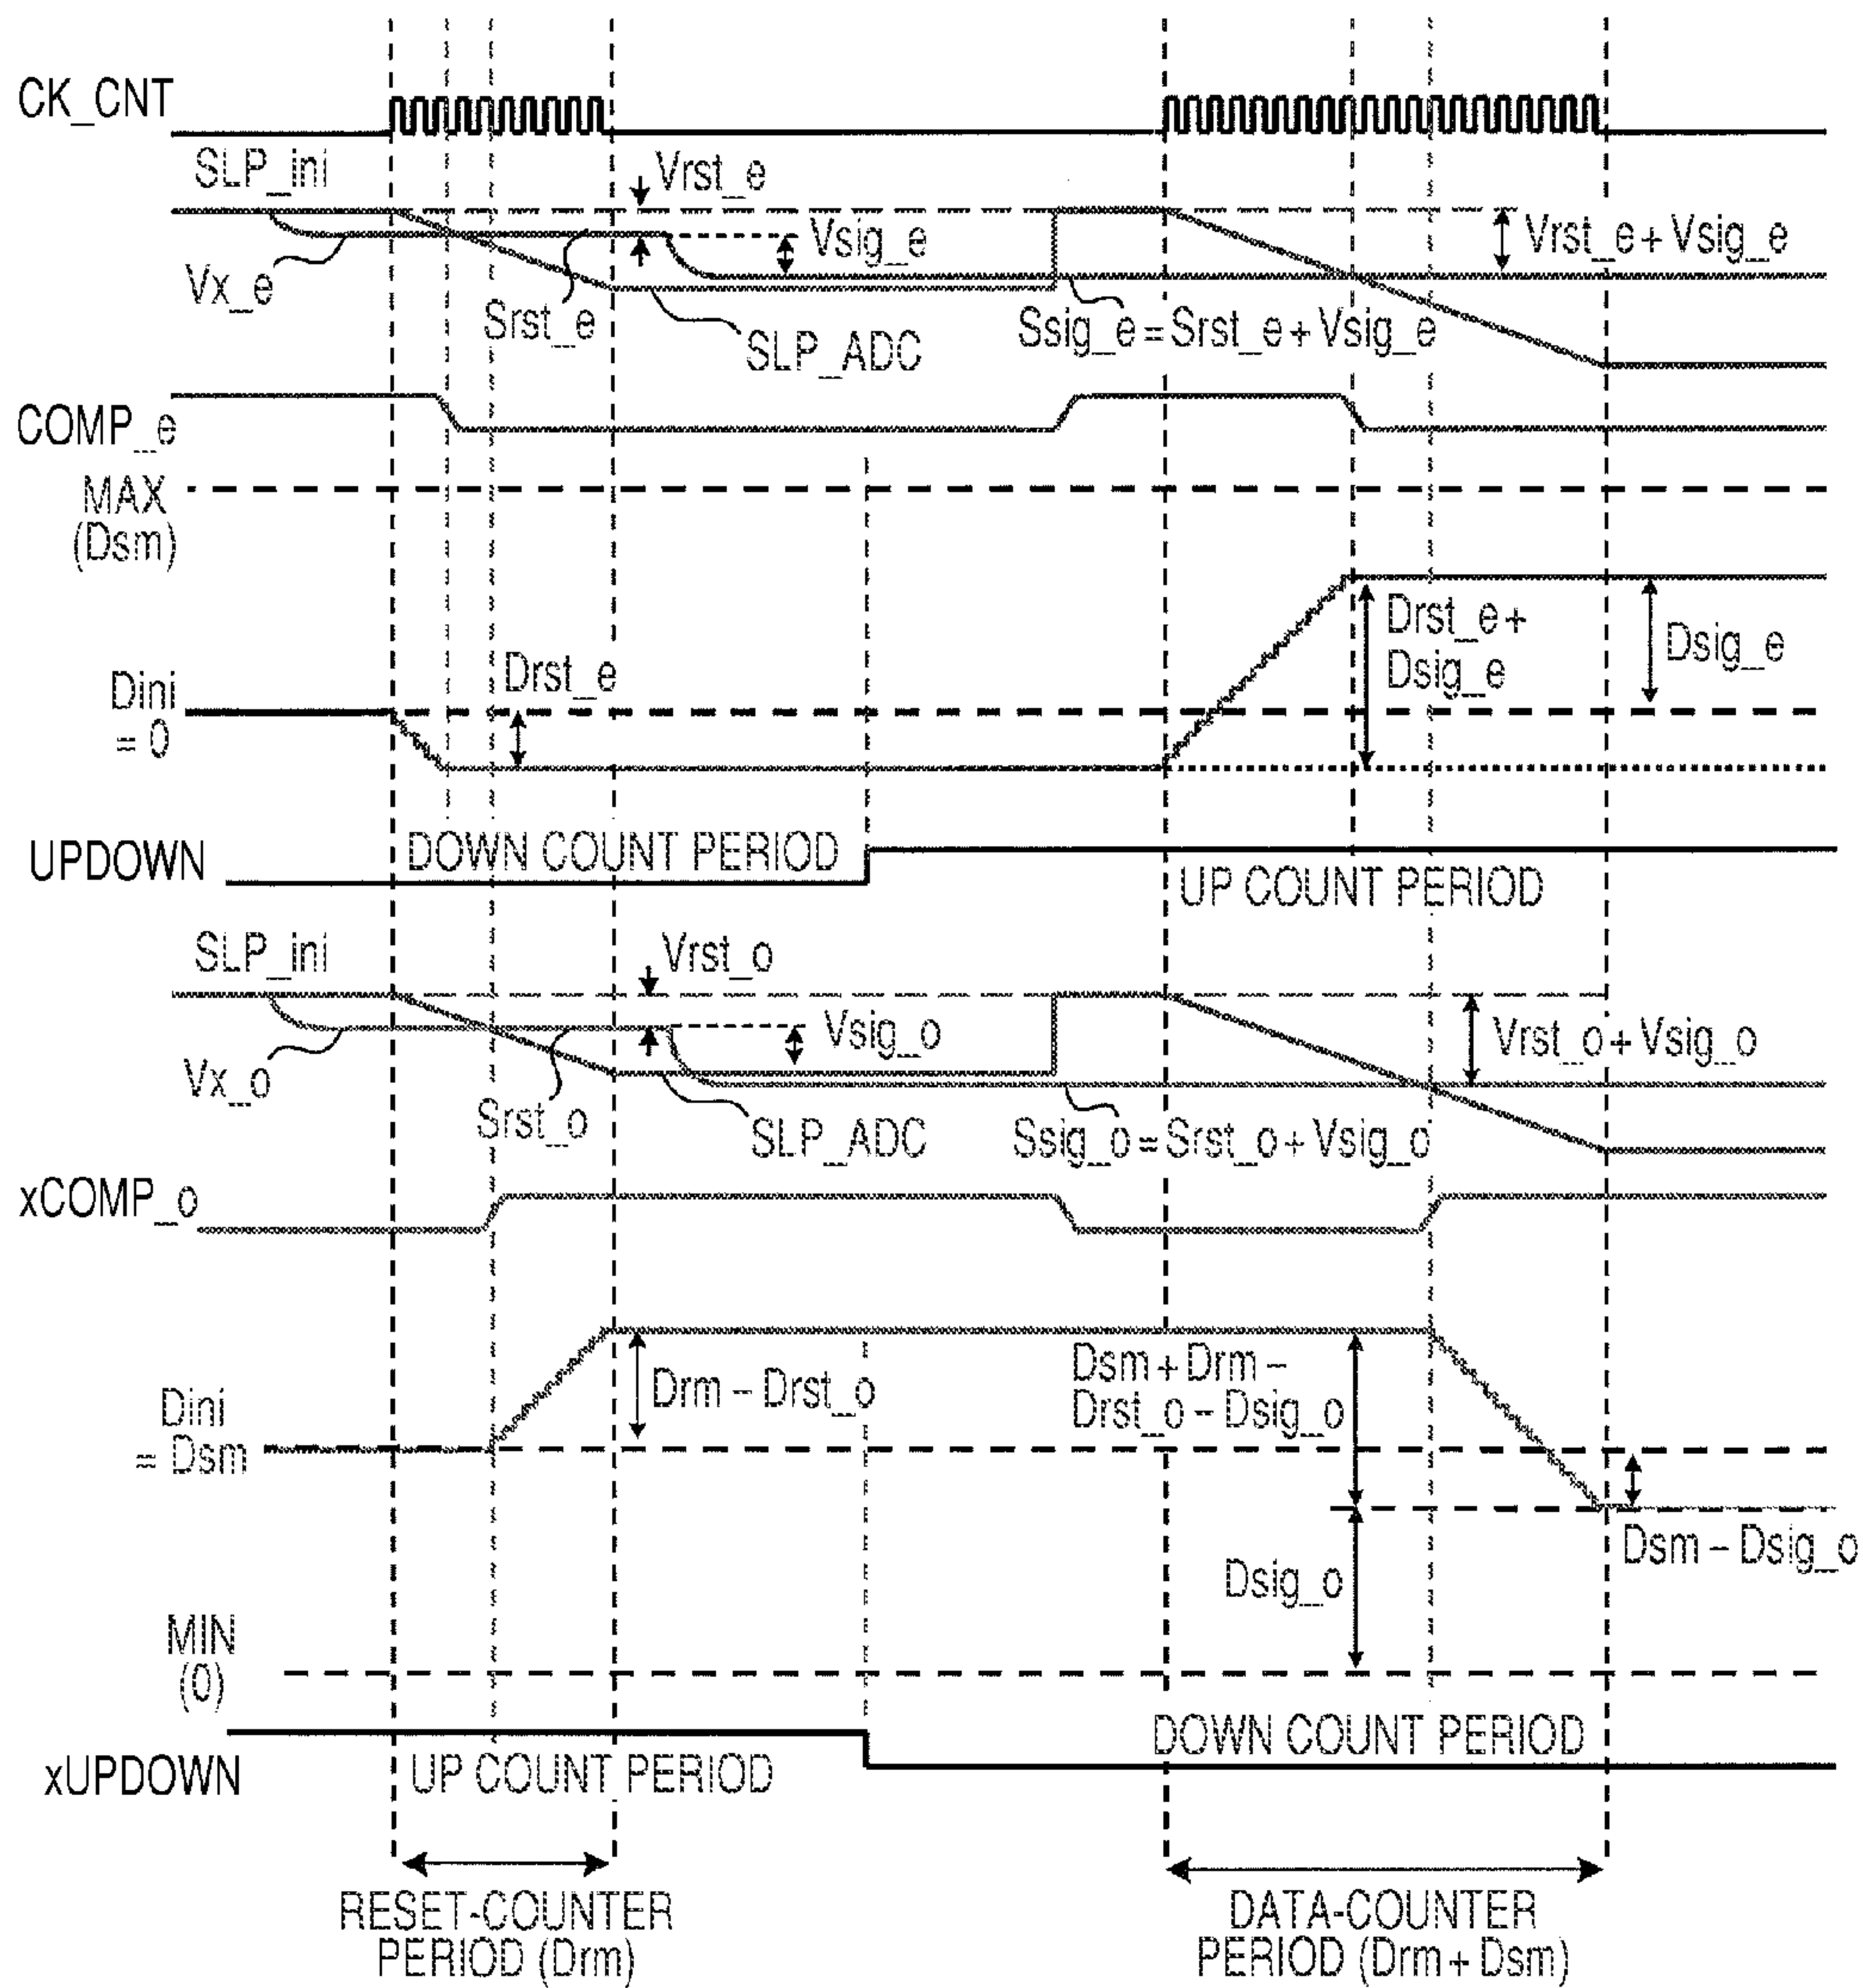 CK_CNT
SLP_ini
Vrst_e
Vsig_e
Vrst_e + Vsig_e
Vx_e
Srst_e
SLP_ADC
Ssig_e = Srst_e + Vsig_e
COMP_e
MAX
(Dsm)
Drst_e +
Dsig_e
Dsig_e
Drst_e
Dini
= 0
UPDOWN
DOWN COUNT PERIOD
UP COUNT PERIOD
SLP_ini
Vrst_o
Vsig_o
Vrst_o + Vsig_o
Vx_o
Srst_o
SLP_ADC
Ssig_o = Srst_o + Vsig_o
xCOMP_o
Drm – Drst_o
Dsm + Drm –
Drst_o – Dsig_o
Dini
= Dsm
Dsm – Dsig_o
Dsig_o
MIN
(0)
xUPDOWN
UP COUNT PERIOD
DOWN COUNT PERIOD
RESET-COUNTER
PERIOD (Drm)
DATA-COUNTER
PERIOD (Drm + Dsm)